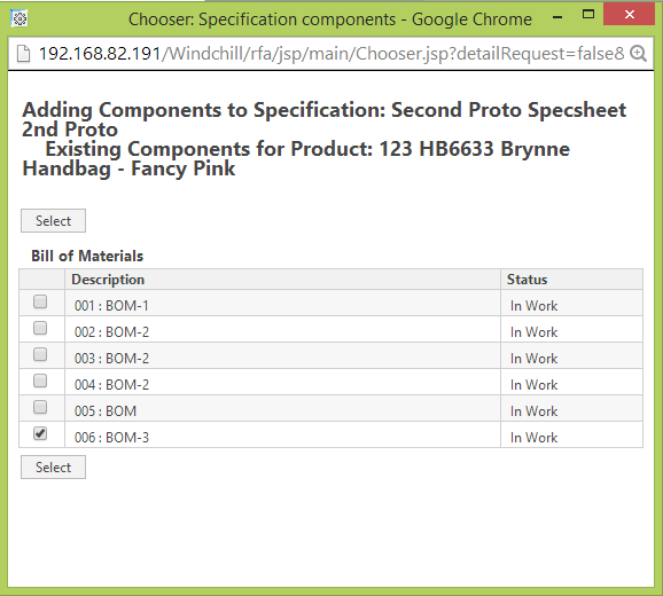 Chooser: Specification components - Google Chrome
192.168.82.191/Windchill/rfa/jsp/main/Chooser.jsp?detailRequest=false&
Adding Components to Specification: Second Proto Specsheet
2nd Proto
Existing Components for Product: 123 HB6633 Brynne
Handbag - Fancy Pink
Select
Bill of Materials
Description Status
001 : BOM-1 In Work
002 : BOM-2 In Work
003 : BOM-2 In Work
004 : BOM-2 In Work
005 : BOM In Work
006 : BOM-3 In Work
Select